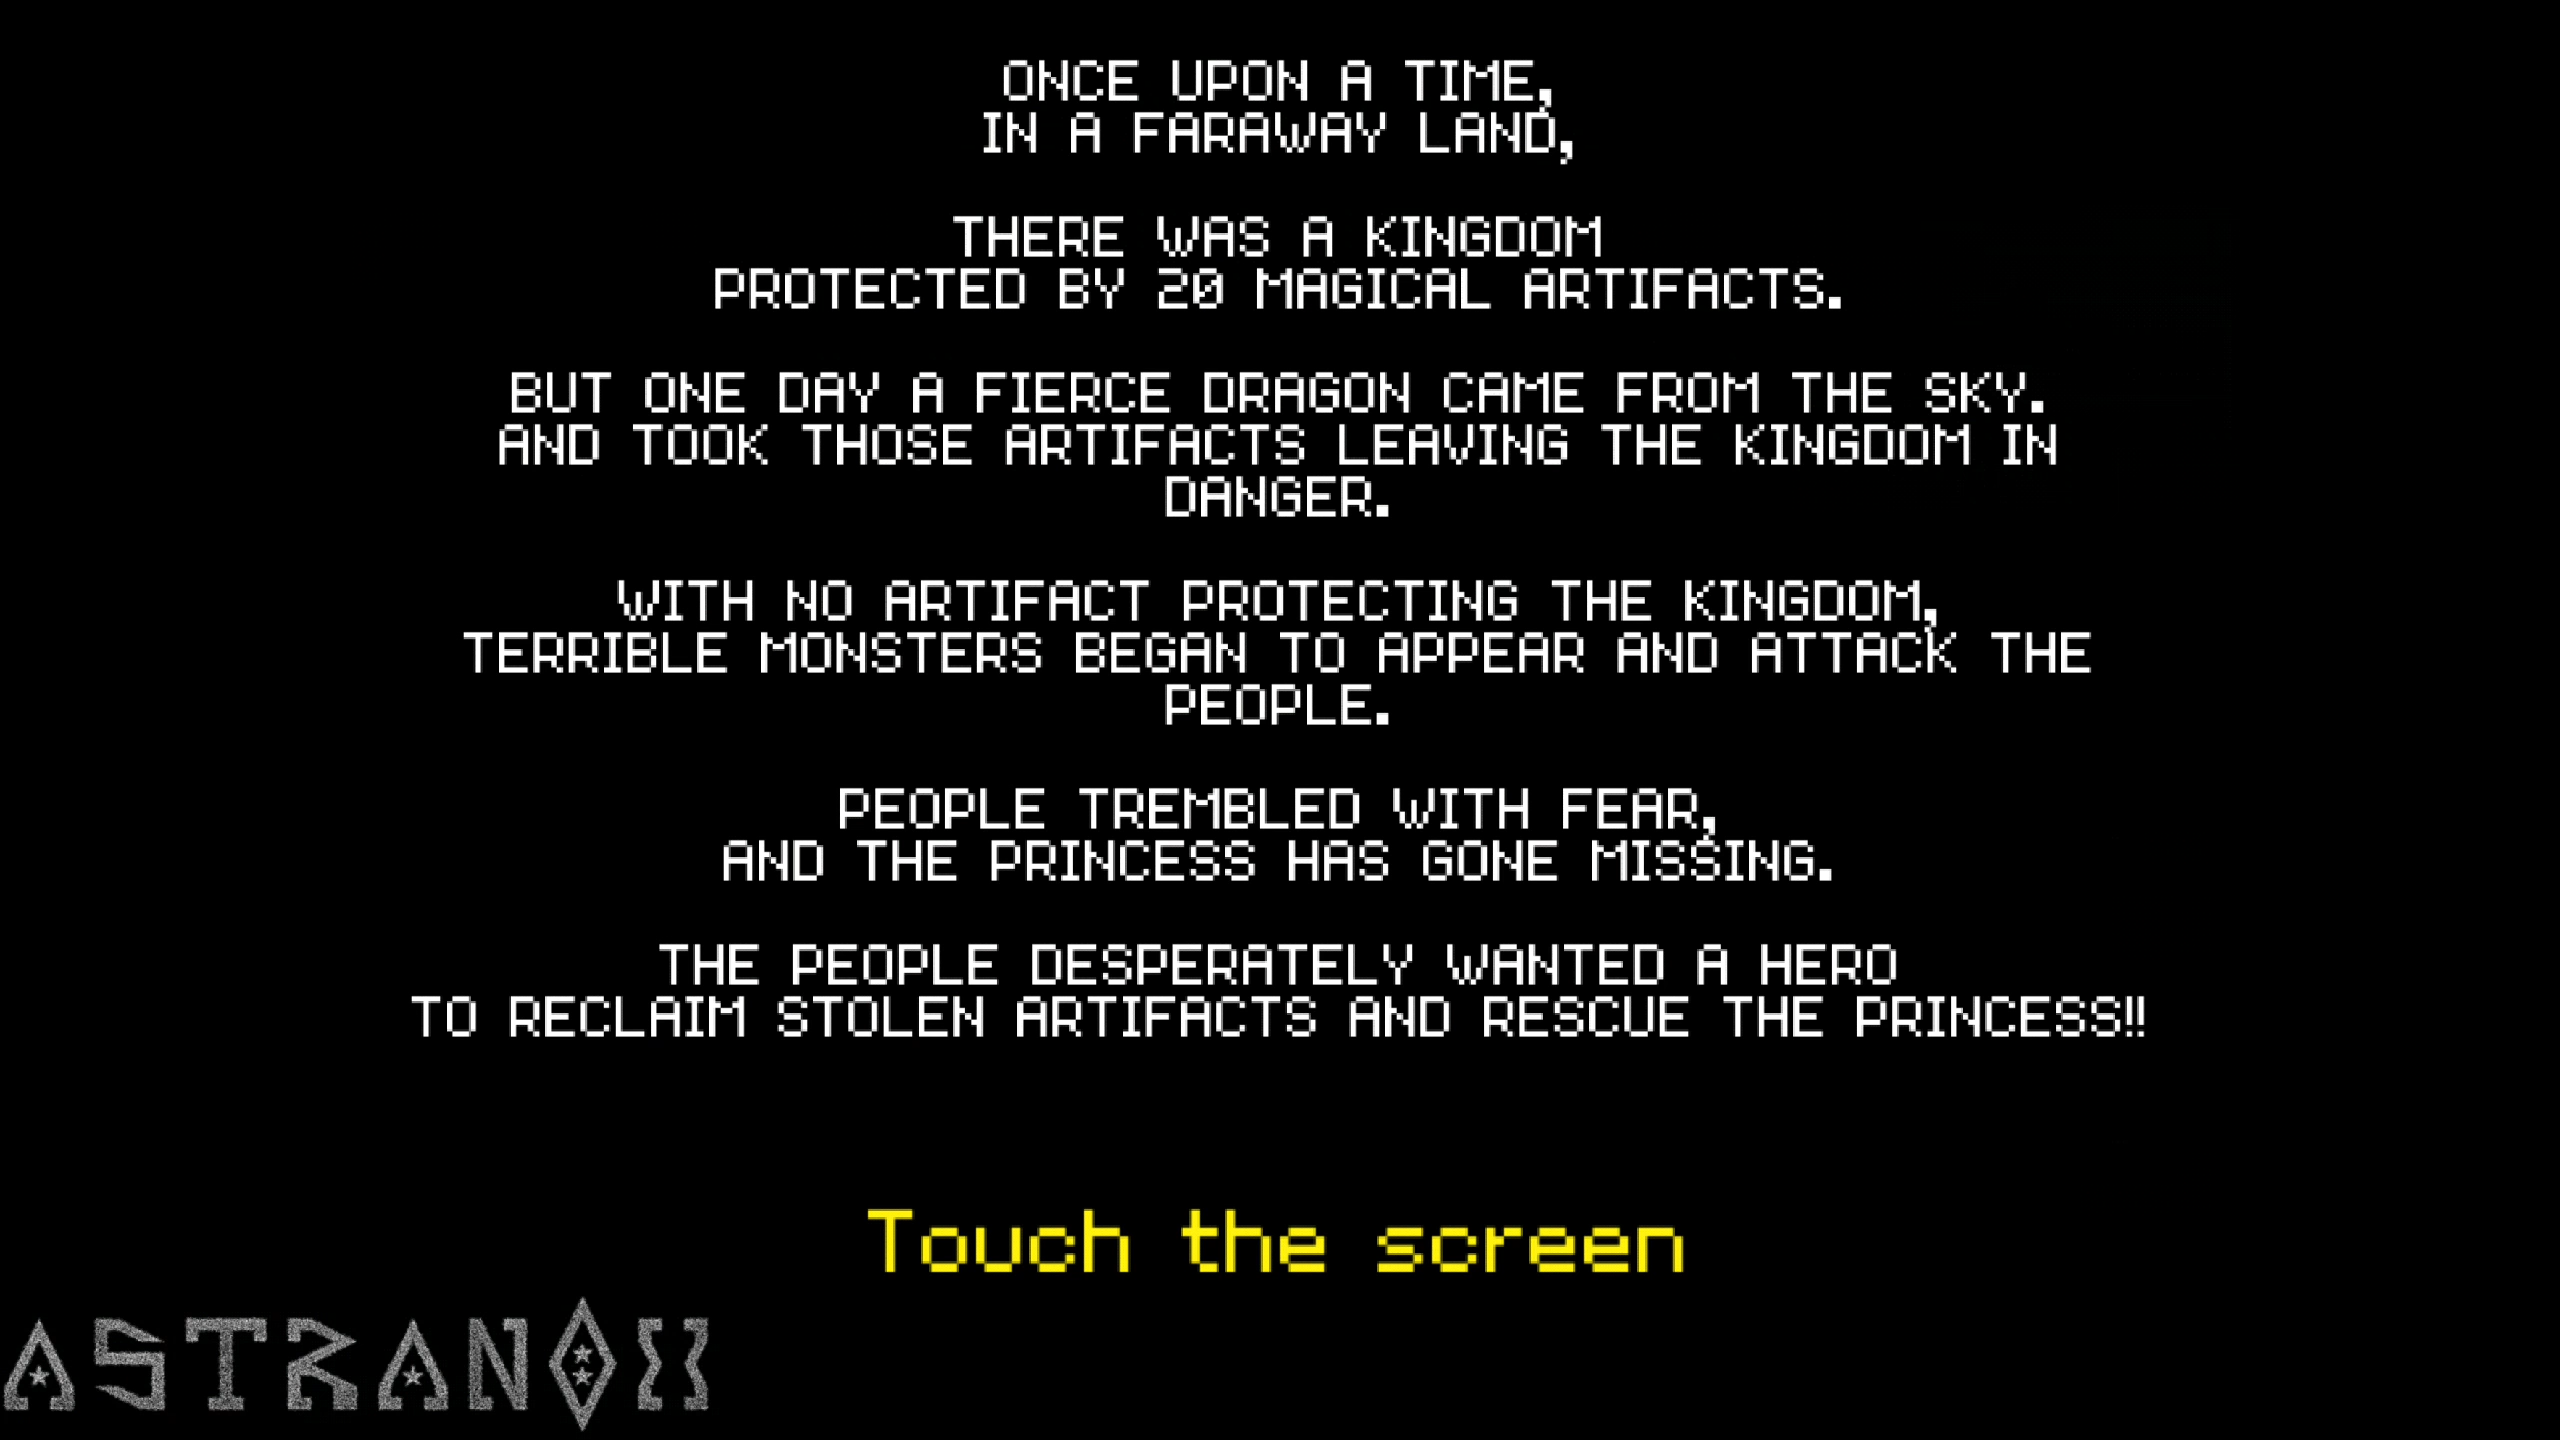 ONCE UPON A TIME,
IN A FARAWAY LAND,
THERE WAS A KINGDOM
PROTECTED BY 20 MAGICAL ARTIFACTS.
BUT ONE DAY A FIERCE DRAGON CAME FROM THE SKY.
AND TOOK THOSE ARTIFACTS LEAVING THE KINGDOM IN
DANGER.
WITH NO ARTIFACT PROTECTING THE KINGDOM,
TERRIBLE MONSTERS BEGAN TO APPEAR AND ATTACK THE
PEOPLE.
PEOPLE TREMBLED WITH FEAR,
AND THE PRINCESS HAS GONE MISSING.
THE PEOPLE DESPERATELY WANTED A HERO
TO RECLAIM STOLEN ARTIFACTS AND RESCUE THE PRINCESS!!
Touch the screen
ASTRANOX